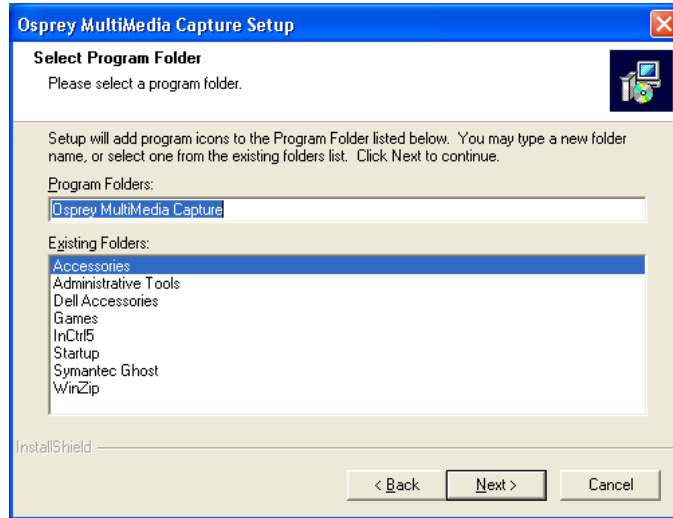 Osprey MultiMedia Capture Setup
Select Program Folder
Please select a program folder.
Setup will add program icons to the Program Folder listed below. You may type a new folder
name, or select one from the existing folders list. Click Next to continue.
Program Folders:
Osprey MultiMedia Capture
Existing Folders:
Accessories
Administrative Tools
Dell Accessories
Games
InCtrl5
Startup
Symantec Ghost
WinZip
InstallShield
< Back Next > Cancel